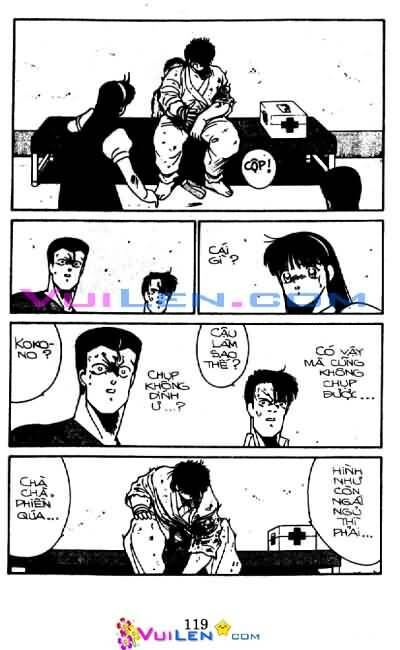 CỘP!
CÁI
GÌ?
VUILEN.COM
CÓ VẬY
MÀ CŨNG
KHÔNG
CHỤP
ĐƯỢC...
CẬU
LÀM
SAO
THẾ?
CHỤP
KHÔNG
DÍNH
Ư...?
KOKO-
NO?
HÌNH
NHƯ
CÒN
NGÁI
NGỦ
THÌ
PHẢI...
CHÀ
CHÀ,
PHIỀN
QUÁ...
119
VUILEN.COM